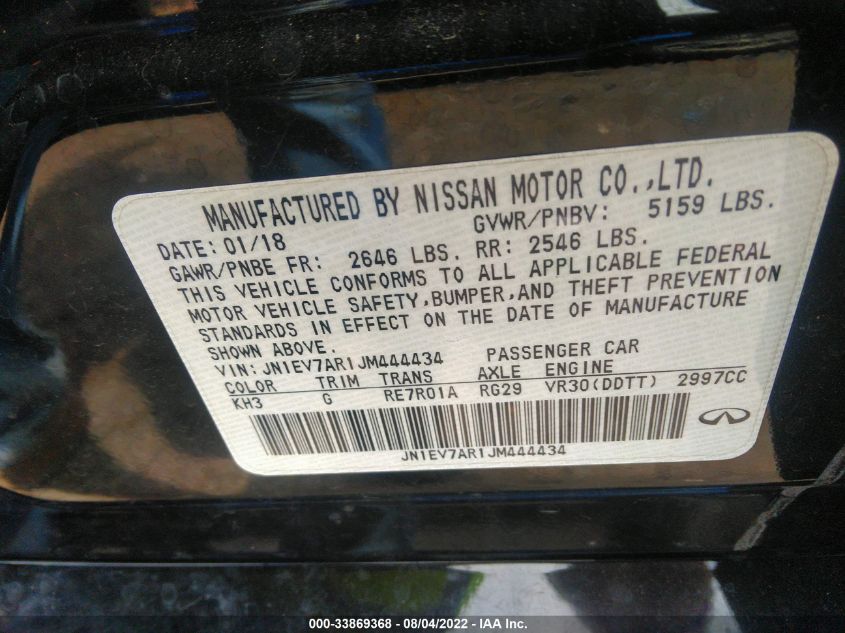 MANUFACTURED BY NISSAN MOTOR CO.,LTD.
DATE: 01/18 GVWR/PNBV: 5159 LBS.
GAWR/PNBE FR: 2646 LBS. RR: 2546 LBS.
THIS VEHICLE CONFORMS TO ALL APPLICABLE FEDERAL
MOTOR VEHICLE SAFETY,BUMPER,AND THEFT PREVENTION
STANDARDS IN EFFECT ON THE DATE OF MANUFACTURE
SHOWN ABOVE.
VIN: JN1EV7AR1JM444434 PASSENGER CAR
COLOR TRIM TRANS AXLE ENGINE
KH3 G RE7R01A RG29 VR30(DDTT) 2997CC
JN1EV7AR1JM444434
000-33869368 - 08/04/2022 - IAA Inc.